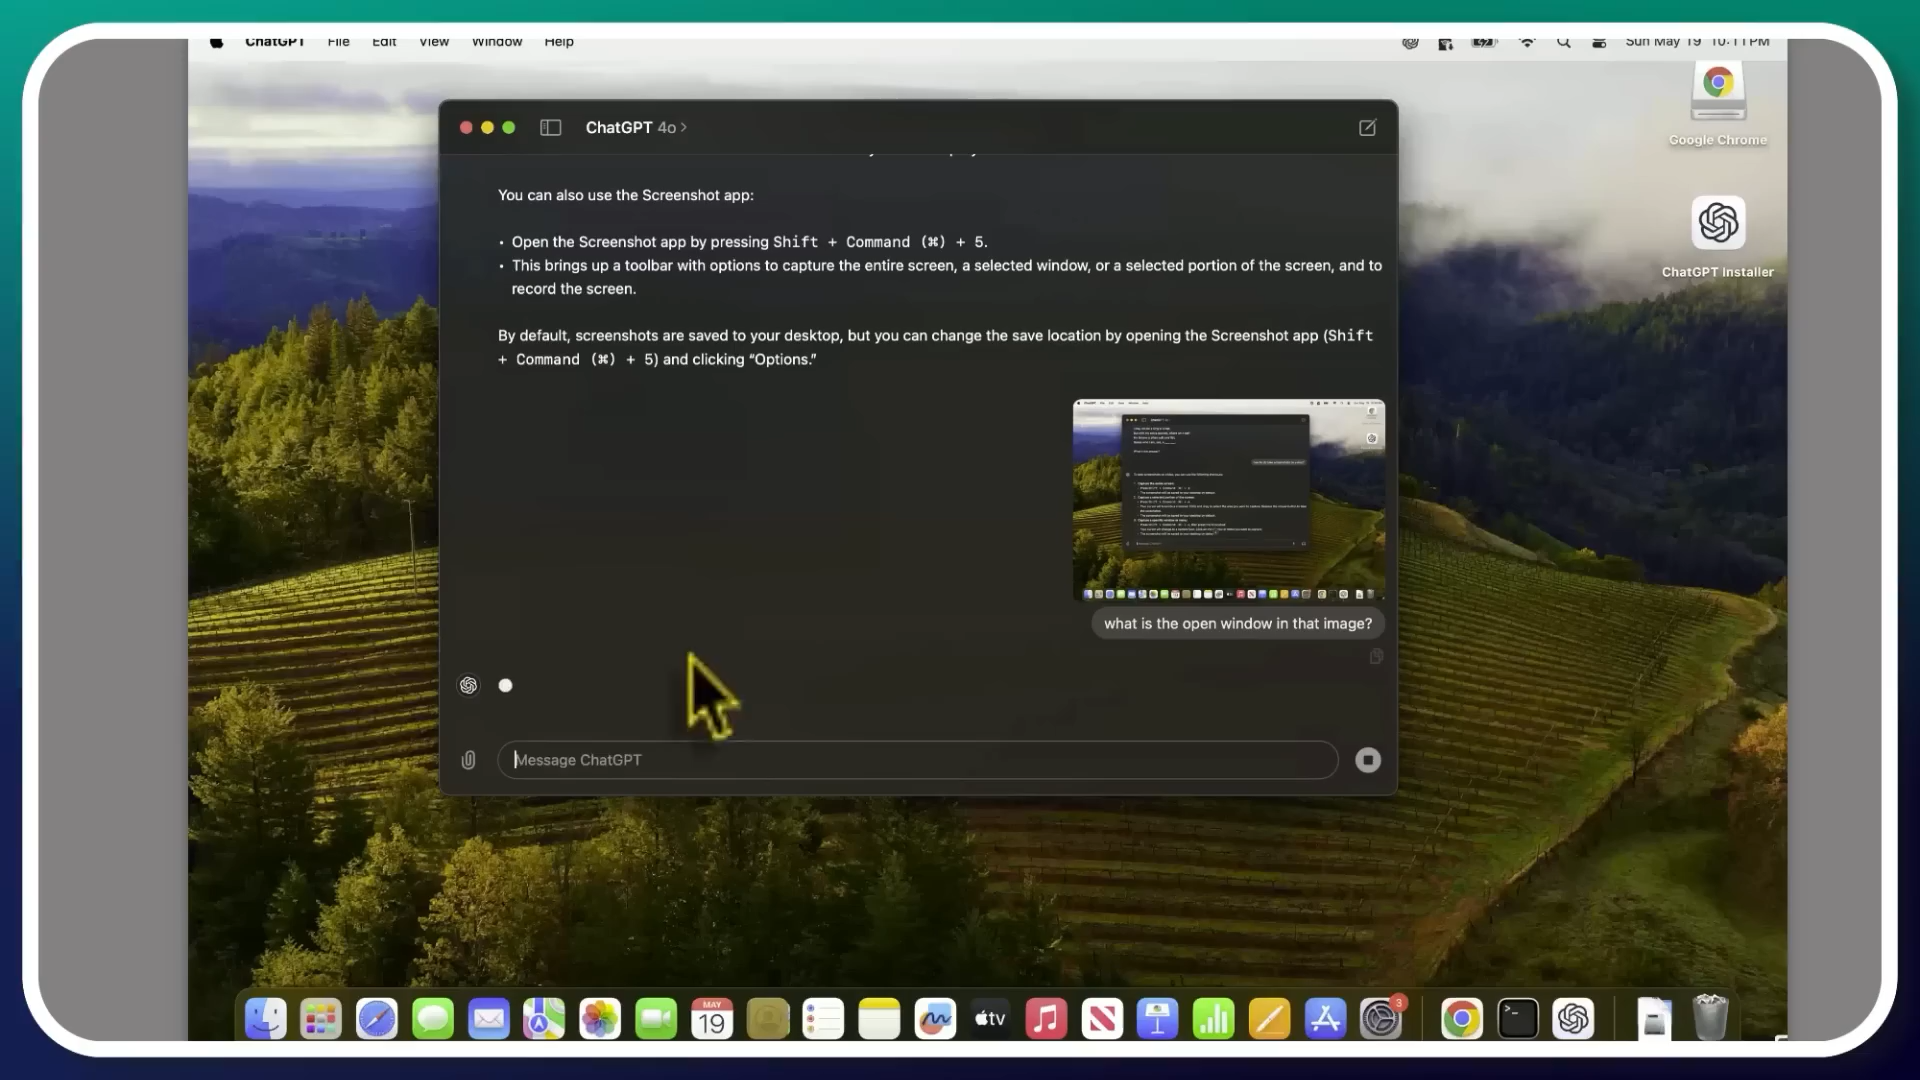 ChatGPT File Edit View Window Help
Sun May 19 10:11PM
Google Chrome
ChatGPT 4o >
You can also use the Screenshot app:
• Open the Screenshot app by pressing Shift + Command (⌘) + 5.
• This brings up a toolbar with options to capture the entire screen, a selected window, or a selected portion of the screen, and to
record the screen.
By default, screenshots are saved to your desktop, but you can change the save location by opening the Screenshot app (Shift
+ Command (⌘) + 5) and clicking “Options.”
ChatGPT Installer
what is the open window in that image?
Message ChatGPT
MAY
19
tv
3